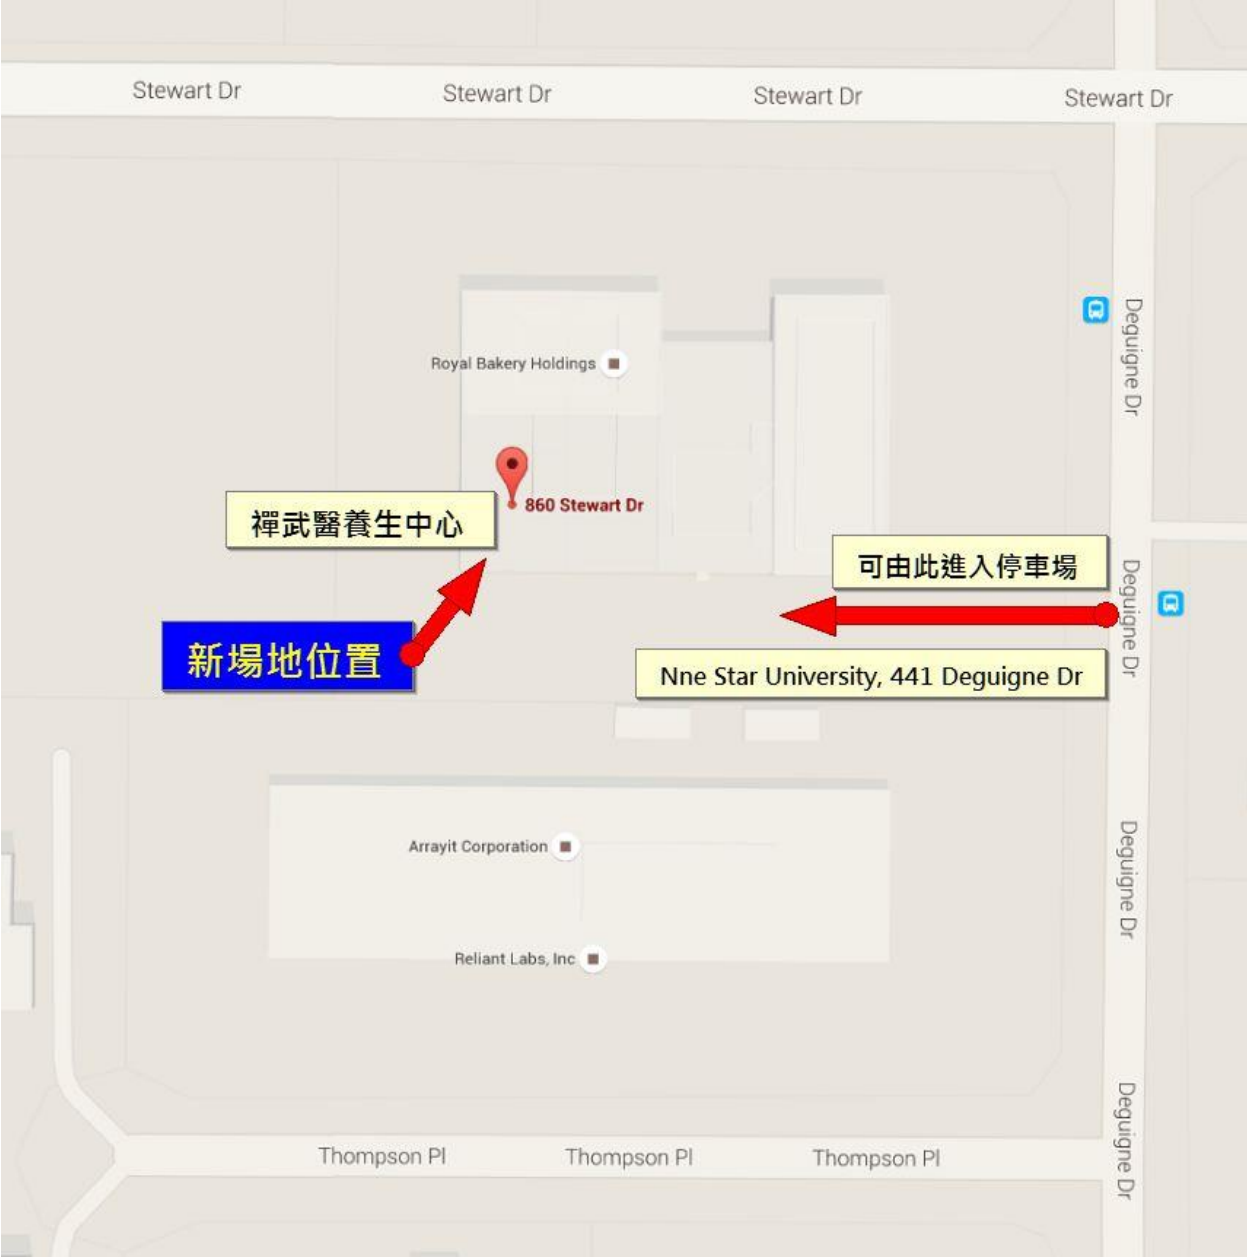 Stewart Dr
Stewart Dr
Stewart Dr
Stewart Dr
Deguigne Dr
Royal Bakery Holdings
860 Stewart Dr
禪武醫養生中心
可由此進入停車場
Deguigne Dr
新場地位置
Nne Star University, 441 Deguigne Dr
Arrayit Corporation
Deguigne Dr
Reliant Labs, Inc
Deguigne Dr
Thompson Pl
Thompson Pl
Thompson Pl